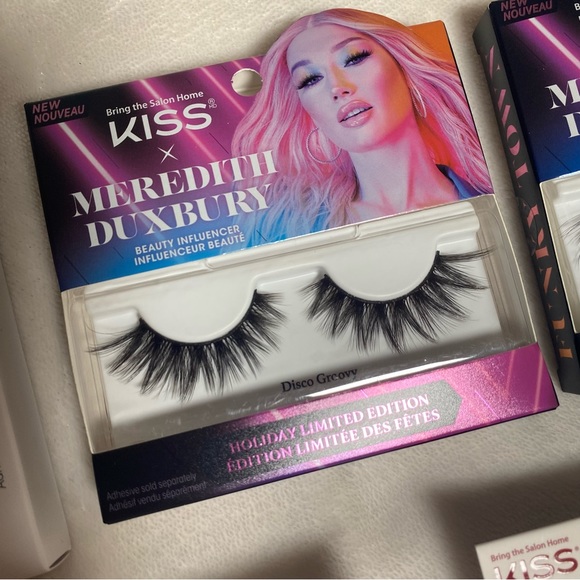 NEW
NOUVEAU
Bring the Salon Home
KISS®
X
MEREDITH
DUXBURY
BEAUTY INFLUENCER
INFLUENCEUR BEAUTÉ
Disco Groovy
HOLIDAY LIMITED EDITION
ÉDITION LIMITÉE DES FÊTES
Adhesive sold separately
Adhésif vendu séparément
NEW
NOUVEAU
Bring the Salon Home
KISS